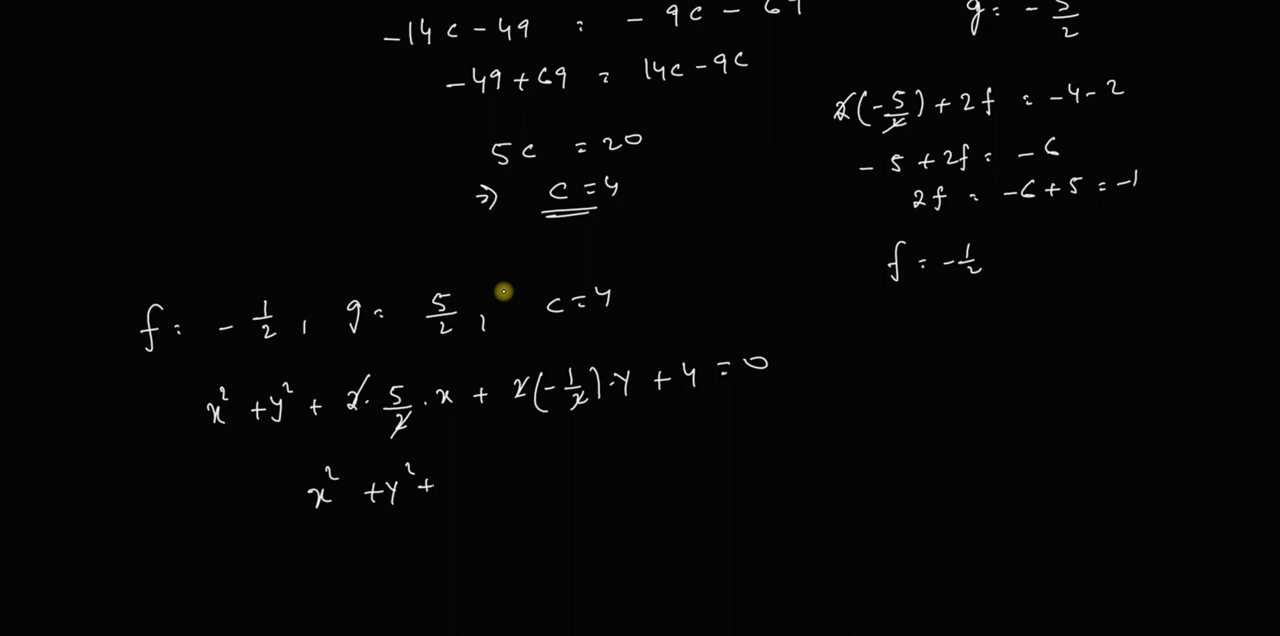 -14c - 49 = -9c - 69
-49 + 69 = 14c - 9c
5c = 20
⇒ c = 4
g = -5/2
2(-5/2) + 2f = -4 - 2
-5 + 2f = -6
2f = -6 + 5 = -1
f = -1/2
f = -1/2, g = 5/2, c = 4
x² + y² + 2·5/2·x + 2(-1/2)·y + 4 = 0
x² + y² +